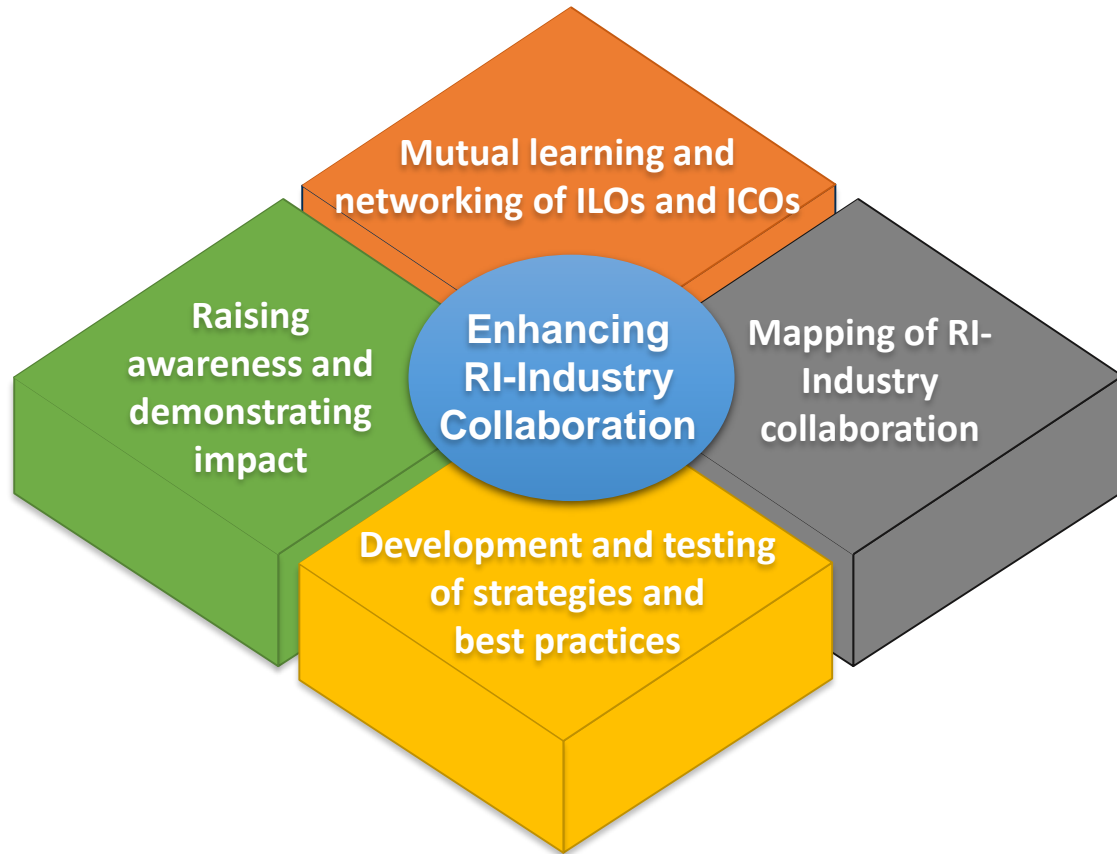 Mutual learning and
networking of ILOs and ICOs
Raising
awareness and
demonstrating
impact
Enhancing
RI-Industry
Collaboration
Mapping of RI-
Industry
collaboration
Development and testing
of strategies and
best practices